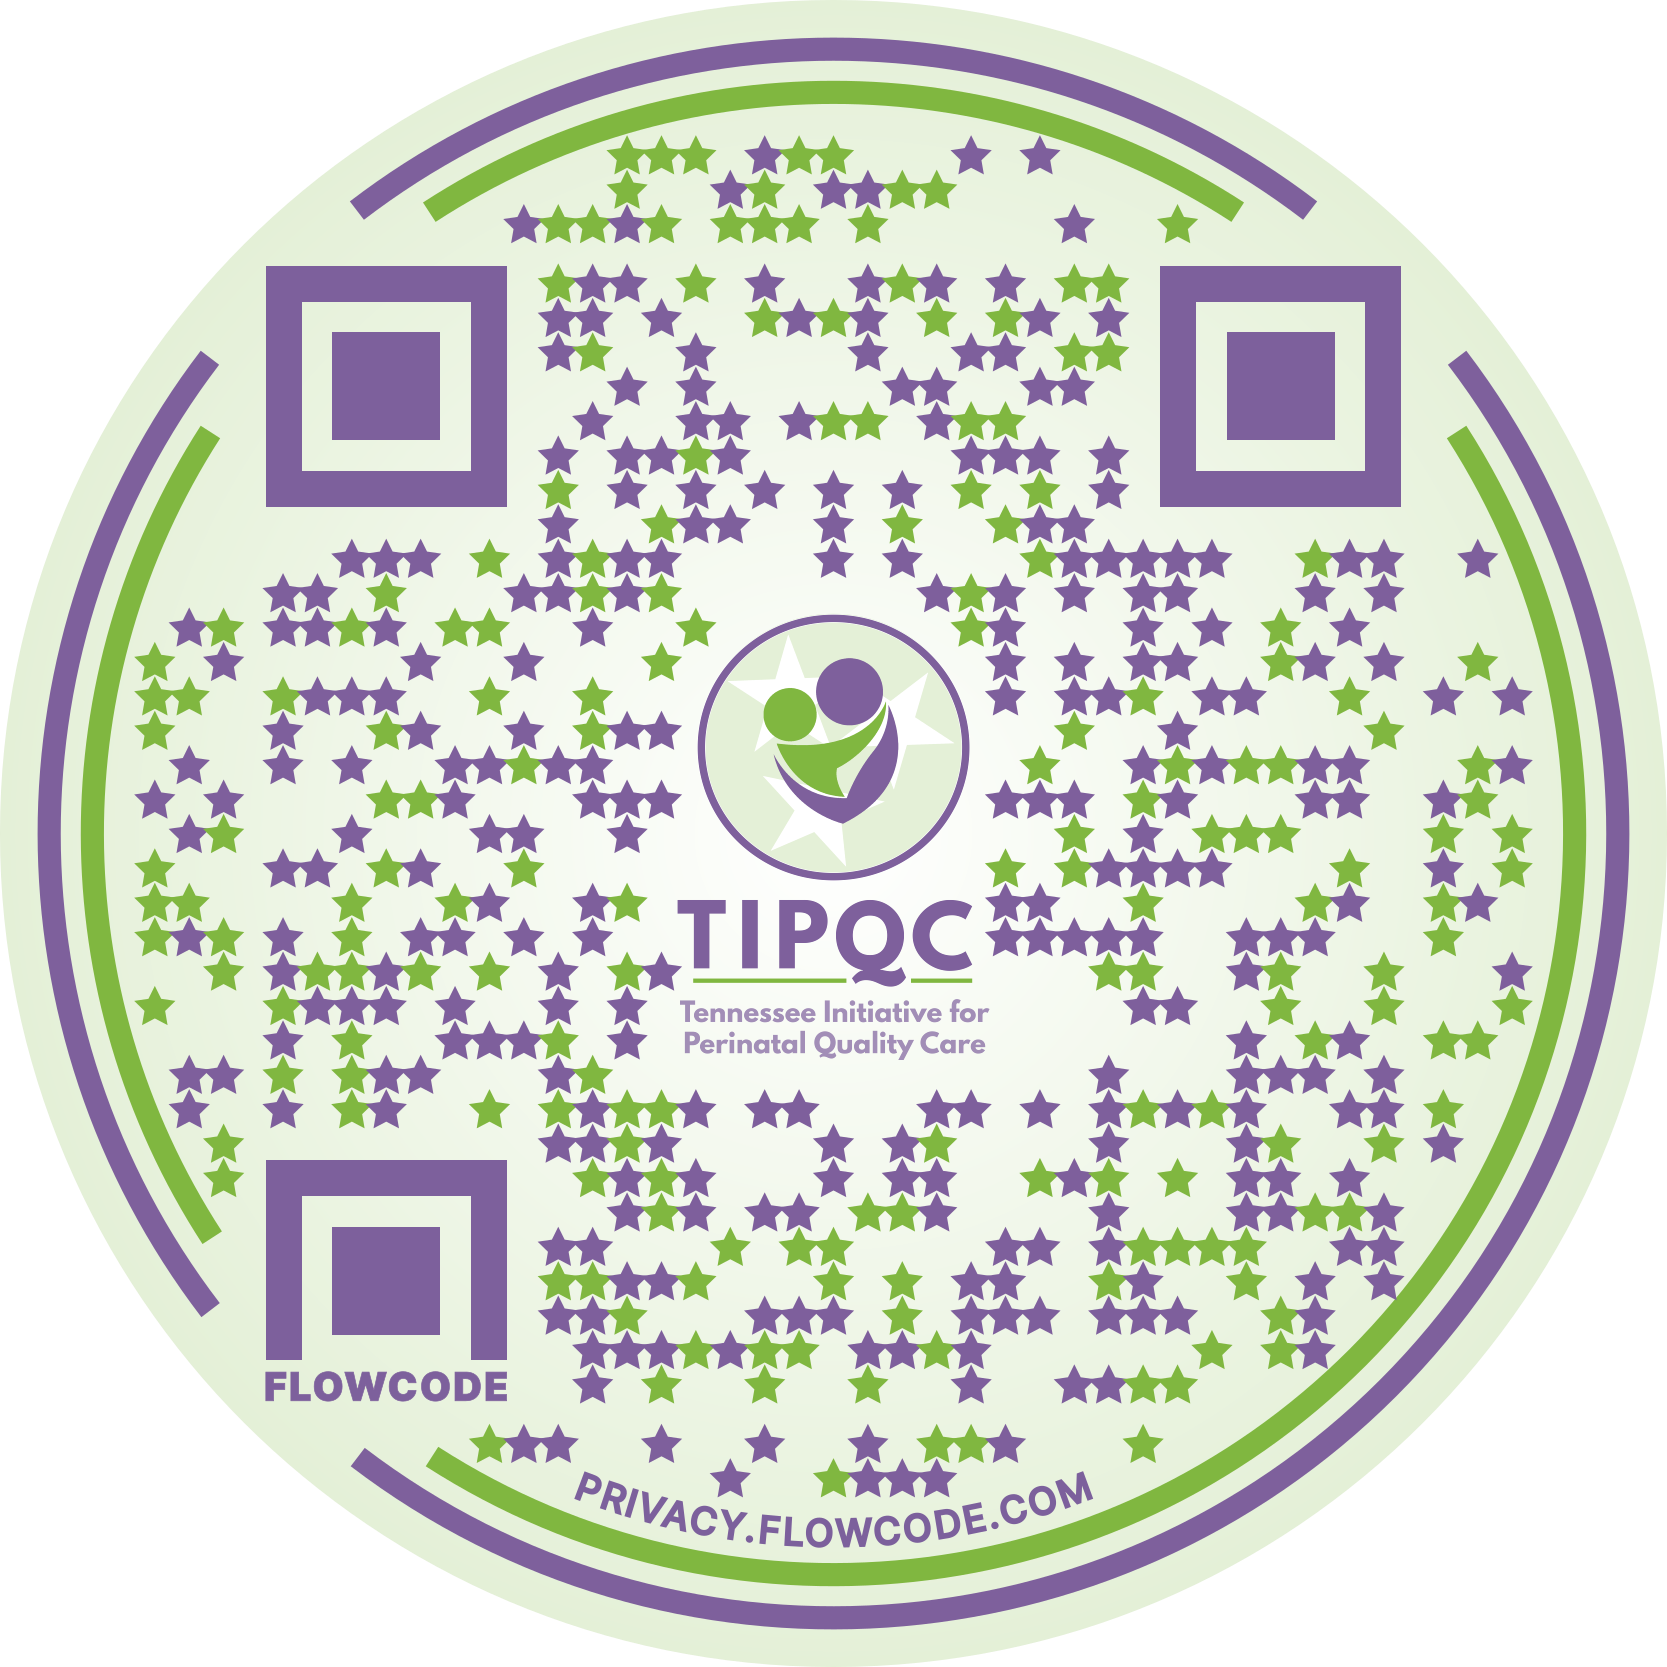 TIPQC
Tennessee Initiative for
Perinatal Quality Care
FLOWCODE
PRIVACY.FLOWCODE.COM